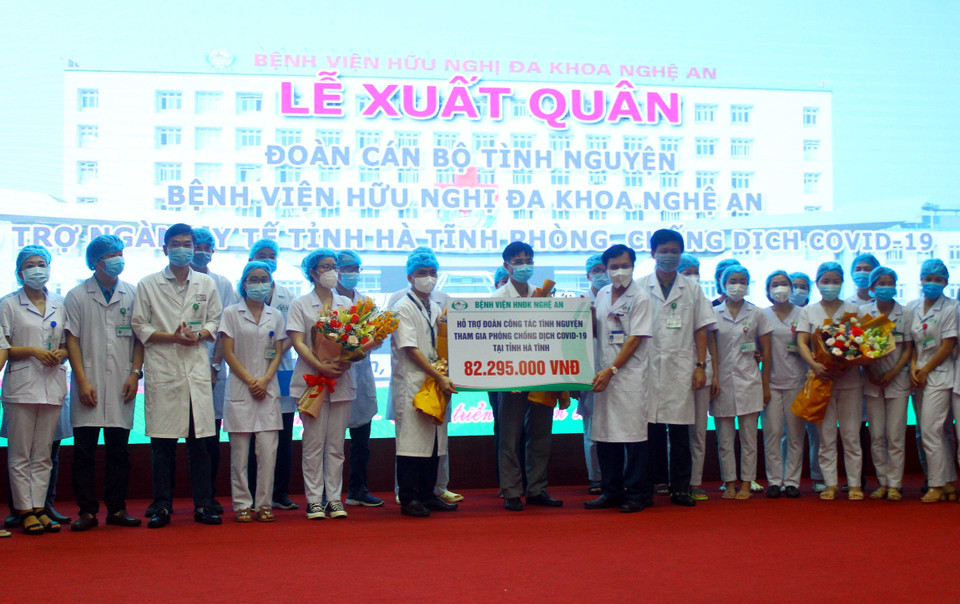 BỆNH VIỆN HỮU NGHỊ ĐA KHOA NGHỆ AN
LỄ XUẤT QUÂN
ĐOÀN CÁN BỘ TÌNH NGUYỆN
BỆNH VIỆN HỮU NGHỊ ĐA KHOA NGHỆ AN
TRỢ NGÀNH Y TẾ TỈNH HÀ TĨNH PHÒNG, CHỐNG DỊCH COVID-19
BỆNH VIỆN HNĐK NGHỆ AN
HỖ TRỢ ĐOÀN CÔNG TÁC TÌNH NGUYỆN
THAM GIA PHÒNG CHỐNG DỊCH COVID-19
TẠI TỈNH HÀ TĨNH
82.295.000 VNĐ